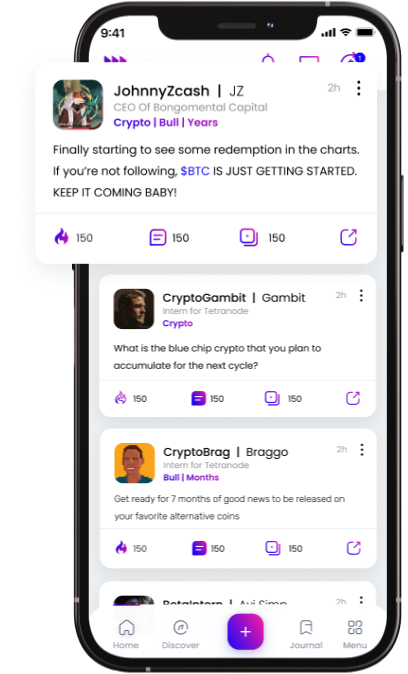 9:41
1
JohnnyZcash | JZ 2h
CEO Of Bongomental Capital
Crypto | Bull | Years
Finally starting to see some redemption in the charts.
If you're not following, $BTC IS JUST GETTING STARTED.
KEEP IT COMING BABY!
150 150 150
CryptoGambit | Gambit 2h
Intern for Tetranode
Crypto
What is the blue chip crypto that you plan to
accumulate for the next cycle?
150 150 150
CryptoBrag | Braggo 2h
Intern for Tetranode
Bull | Months
Get ready for 7 months of good news to be released on
your favorite alternative coins
150 150 150
BetaIntern | Avi Simp 2h
Home Discover Journal Menu